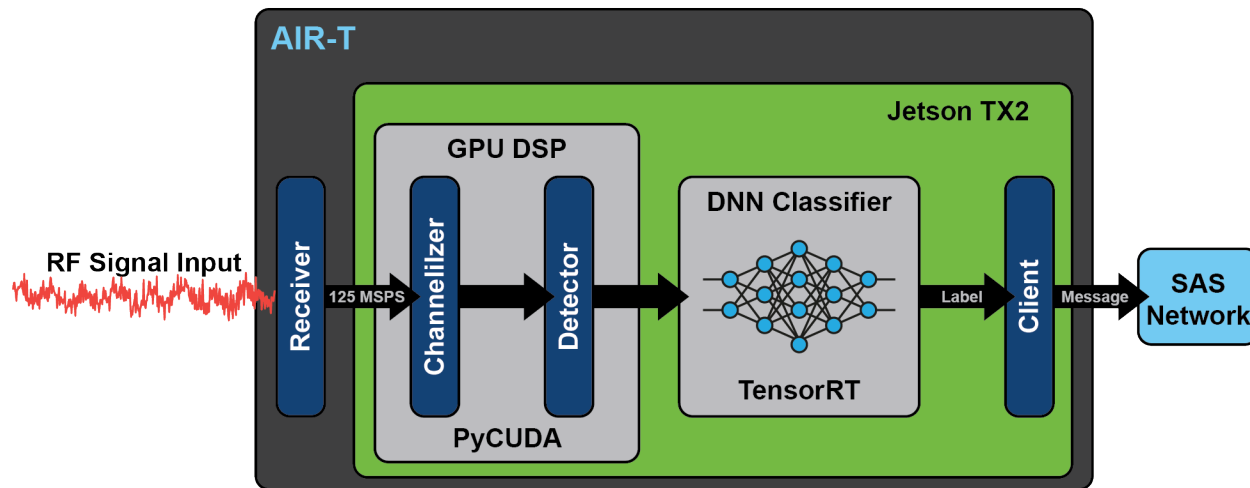 AIR-T
Jetson TX2
GPU DSP
DNN Classifier
RF Signal Input
Receiver
125 MSPS
Channelilzer
Detector
Label
Client
Message
SAS
Network
TensorRT
PyCUDA